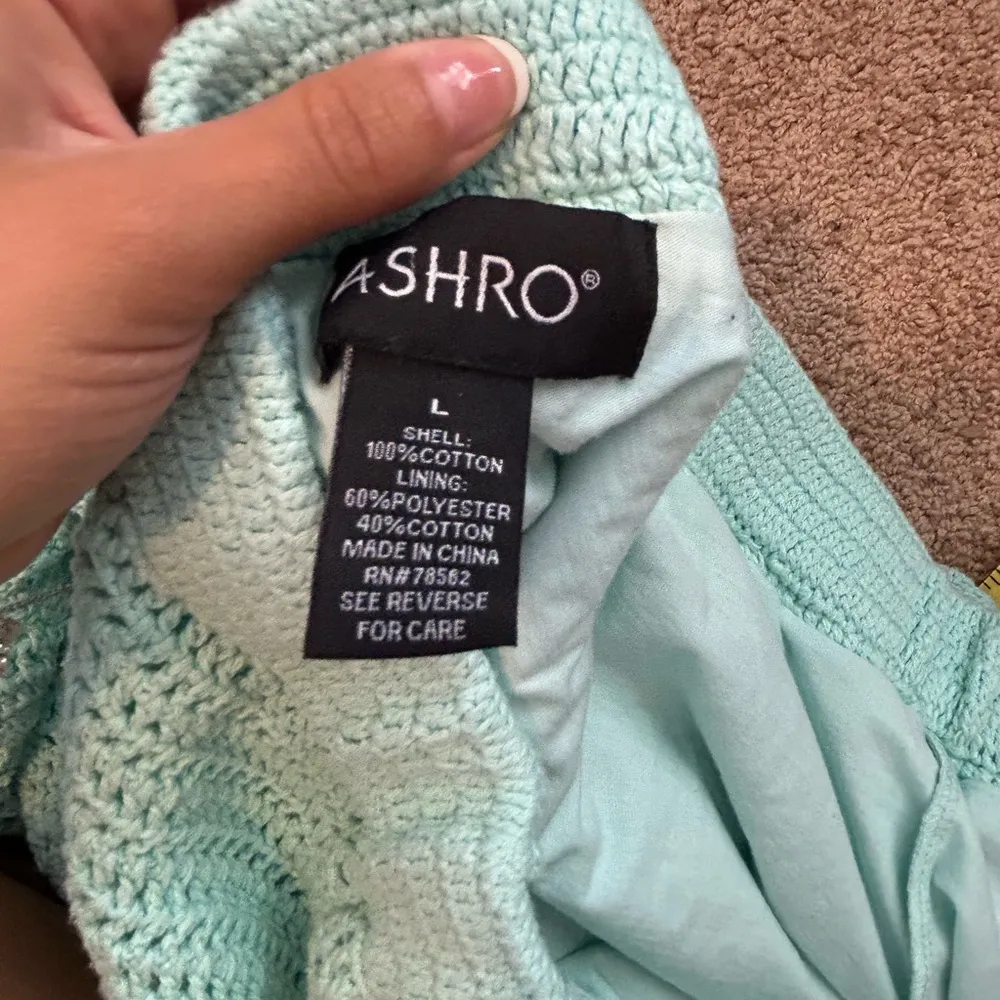 ASHRO®
L
SHELL:
100%COTTON
LINING:
60%POLYESTER
40%COTTON
MADE IN CHINA
RN#78562
SEE REVERSE
FOR CARE